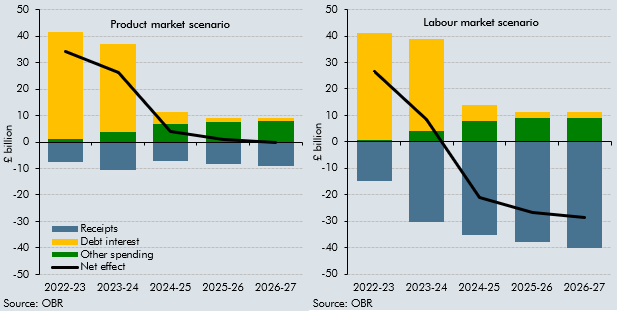 Product market scenario
50
40
30
20
10
0
-10
-20
-30
-40
-50
£ billion
Receipts
Debt interest
Other spending
Net effect
2022-23 2023-24 2024-25 2025-26 2026-27
Source: OBR
Labour market scenario
50
40
30
20
10
0
-10
-20
-30
-40
-50
£ billion
2022-23 2023-24 2024-25 2025-26 2026-27
Source: OBR